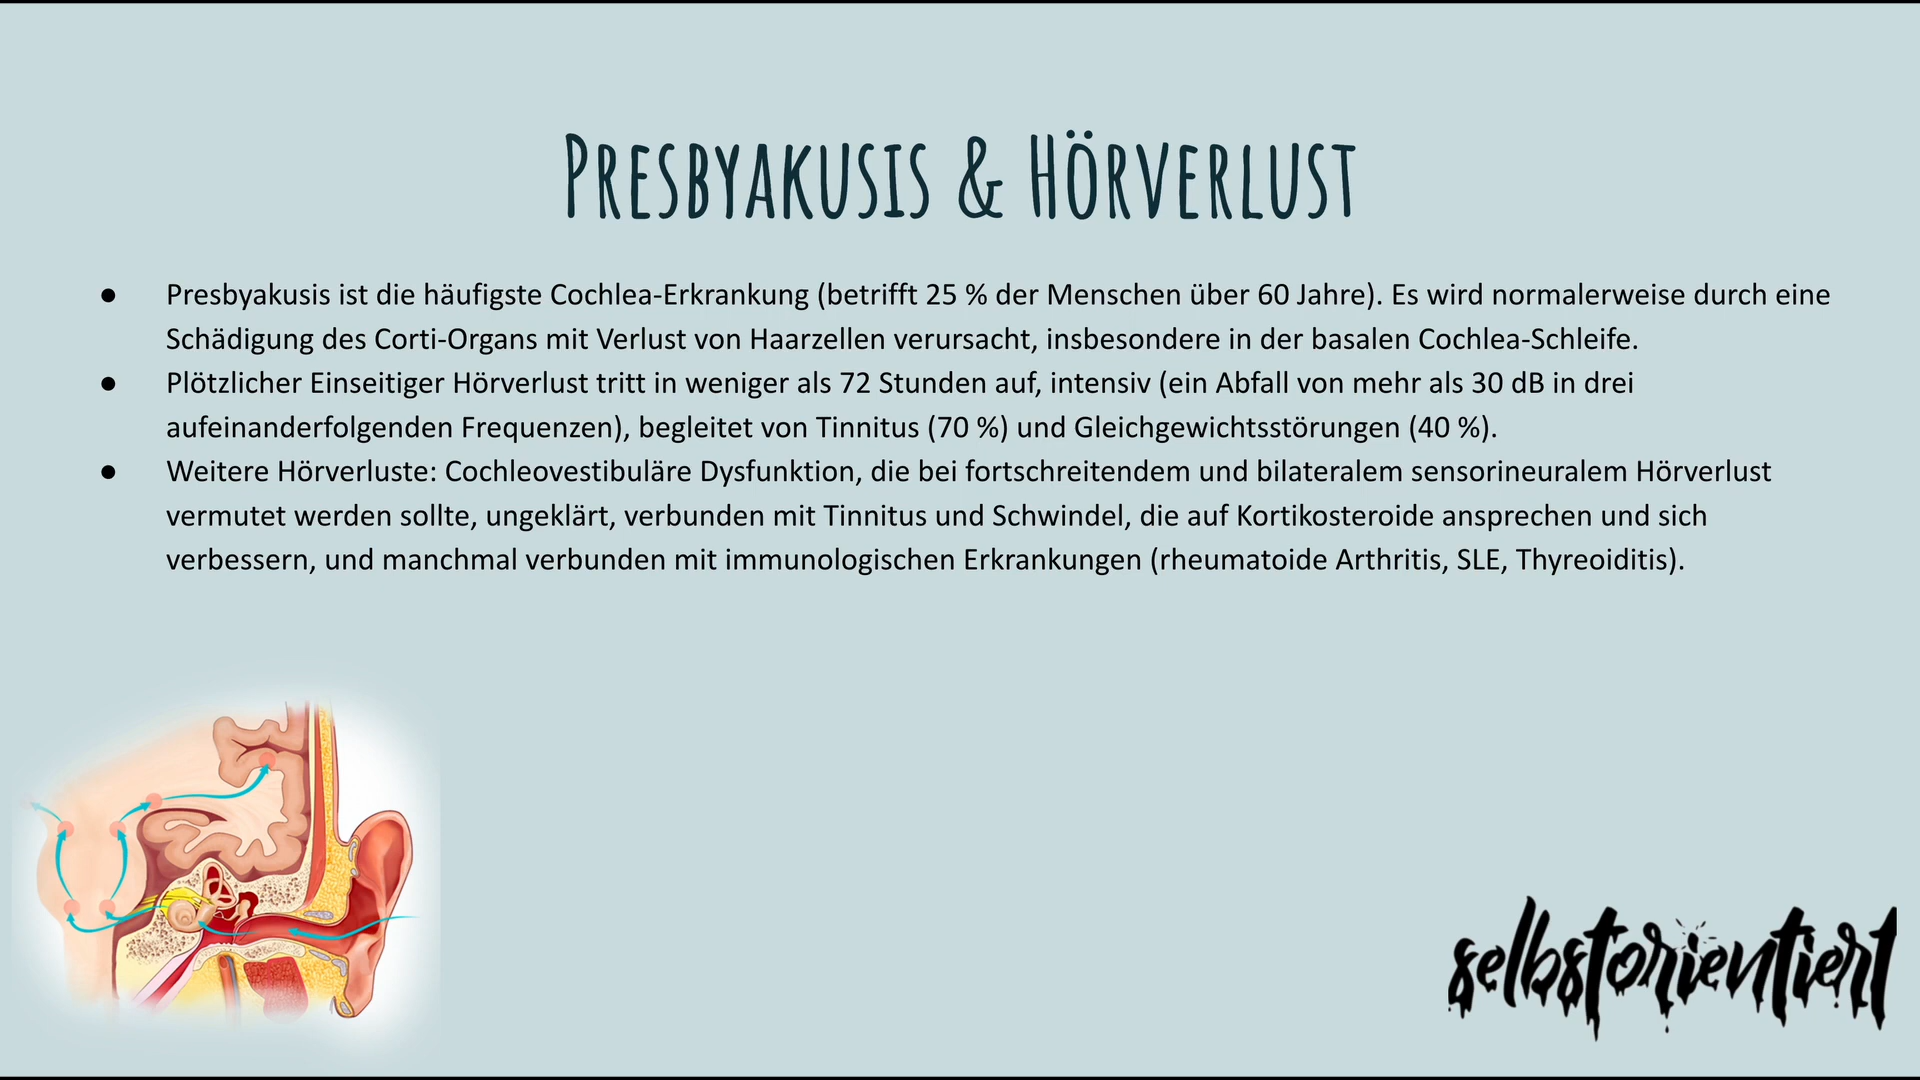 Presbyakusis & Hörverlust
● Presbyakusis ist die häufigste Cochlea-Erkrankung (betrifft 25 % der Menschen über 60 Jahre). Es wird normalerweise durch eine
Schädigung des Corti-Organs mit Verlust von Haarzellen verursacht, insbesondere in der basalen Cochlea-Schleife.
● Plötzlicher Einseitiger Hörverlust tritt in weniger als 72 Stunden auf, intensiv (ein Abfall von mehr als 30 dB in drei
aufeinanderfolgenden Frequenzen), begleitet von Tinnitus (70 %) und Gleichgewichtsstörungen (40 %).
● Weitere Hörverluste: Cochleovestibuläre Dysfunktion, die bei fortschreitendem und bilateralem sensorineuralem Hörverlust
vermutet werden sollte, ungeklärt, verbunden mit Tinnitus und Schwindel, die auf Kortikosteroide ansprechen und sich
verbessern, und manchmal verbunden mit immunologischen Erkrankungen (rheumatoide Arthritis, SLE, Thyreoiditis).
selbstorientiert